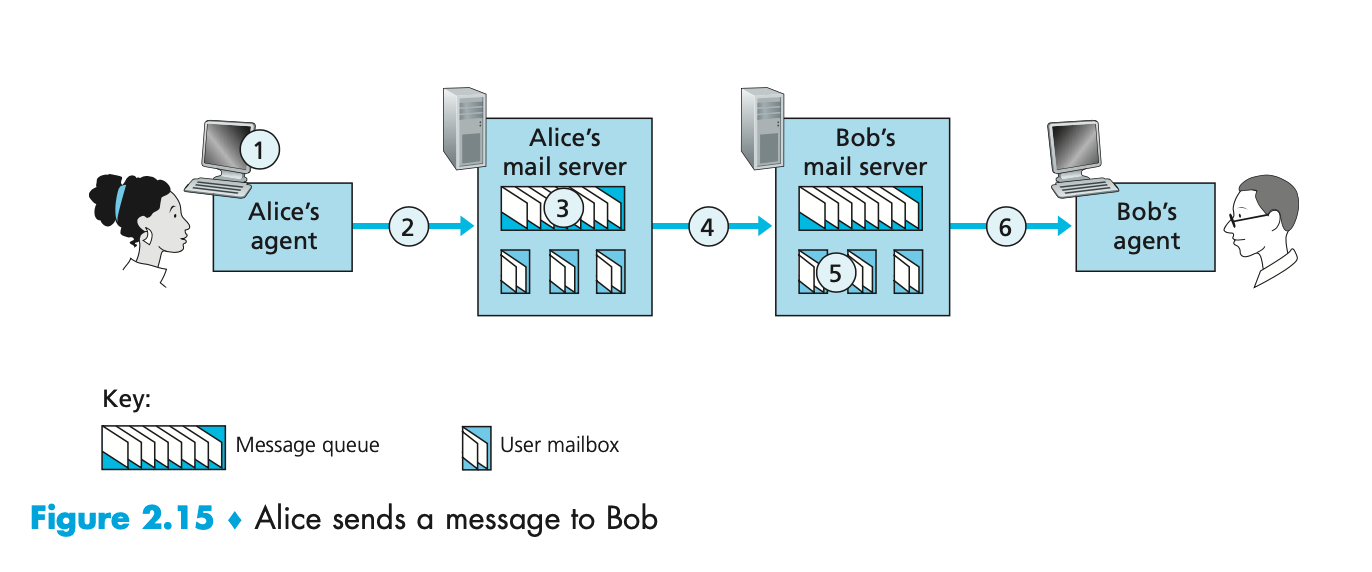 1
Alice's
agent
2
Alice's
mail server
3
4
Bob's
mail server
5
6
Bob's
agent
Key:
Message queue
User mailbox
Figure 2.15 ♦ Alice sends a message to Bob